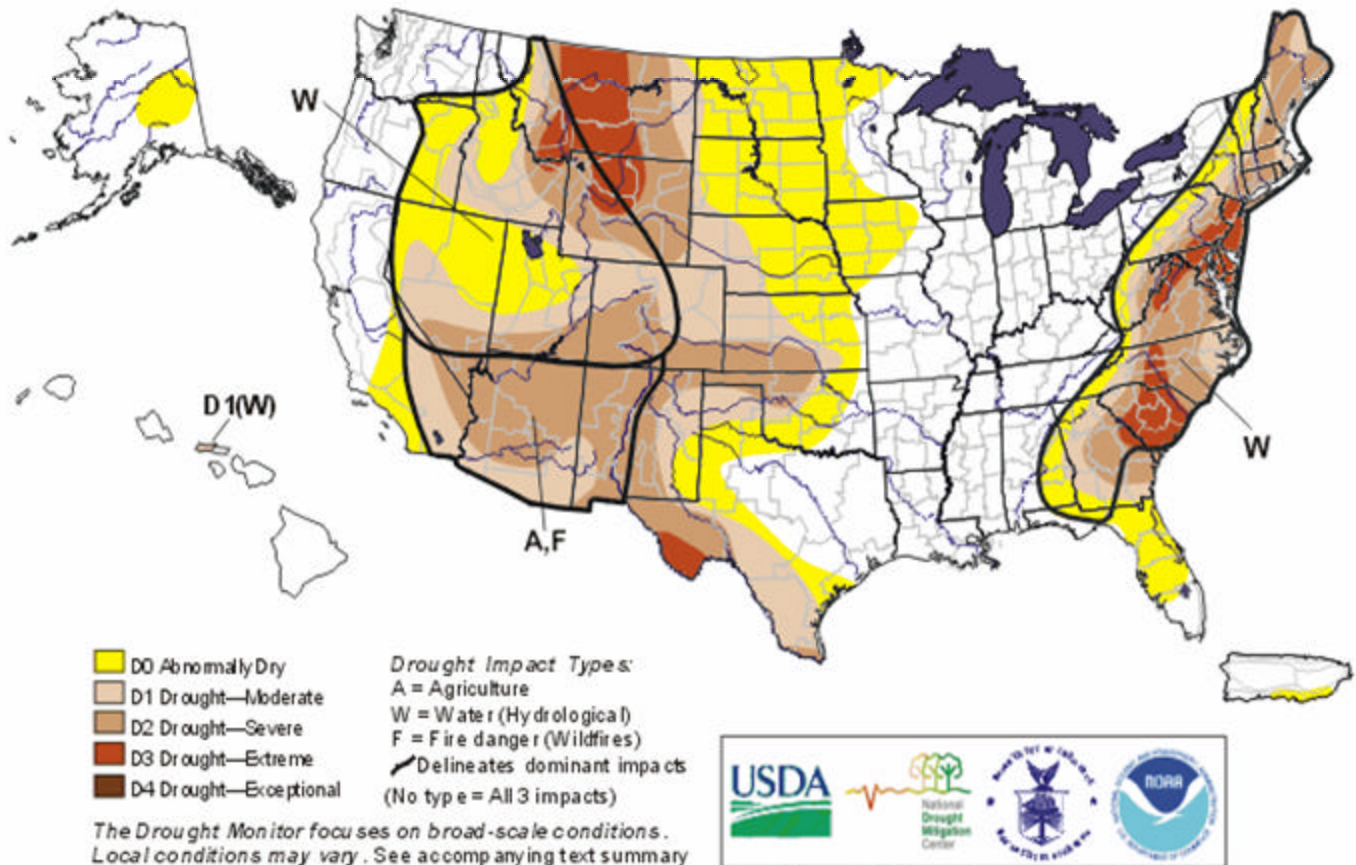 W
D1(W)
A,F
W
D0 Abnormally Dry
D1 Drought—Moderate
D2 Drought—Severe
D3 Drought—Extreme
D4 Drought—Exceptional
Drought Impact Types:
A = Agriculture
W = Water (Hydrological)
F = Fire danger (Wildfires)
Delineates dominant impacts
(No type = All 3 impacts)
The Drought Monitor focuses on broad-scale conditions.
Local conditions may vary. See accompanying text summary
USDA
National
Drought
Mitigation
Center
NOAA